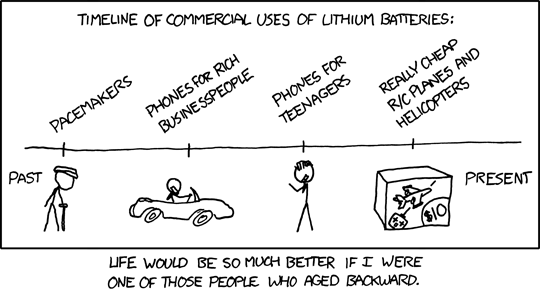 TIMELINE OF COMMERCIAL USES OF LITHIUM BATTERIES:
PACEMAKERS
PHONES FOR RICH
BUSINESSPEOPLE
PHONES FOR
TEENAGERS
REALLY CHEAP
R/C PLANES AND
HELICOPTERS
PAST
PRESENT
$10
LIFE WOULD BE SO MUCH BETTER IF I WERE
ONE OF THOSE PEOPLE WHO AGED BACKWARD.